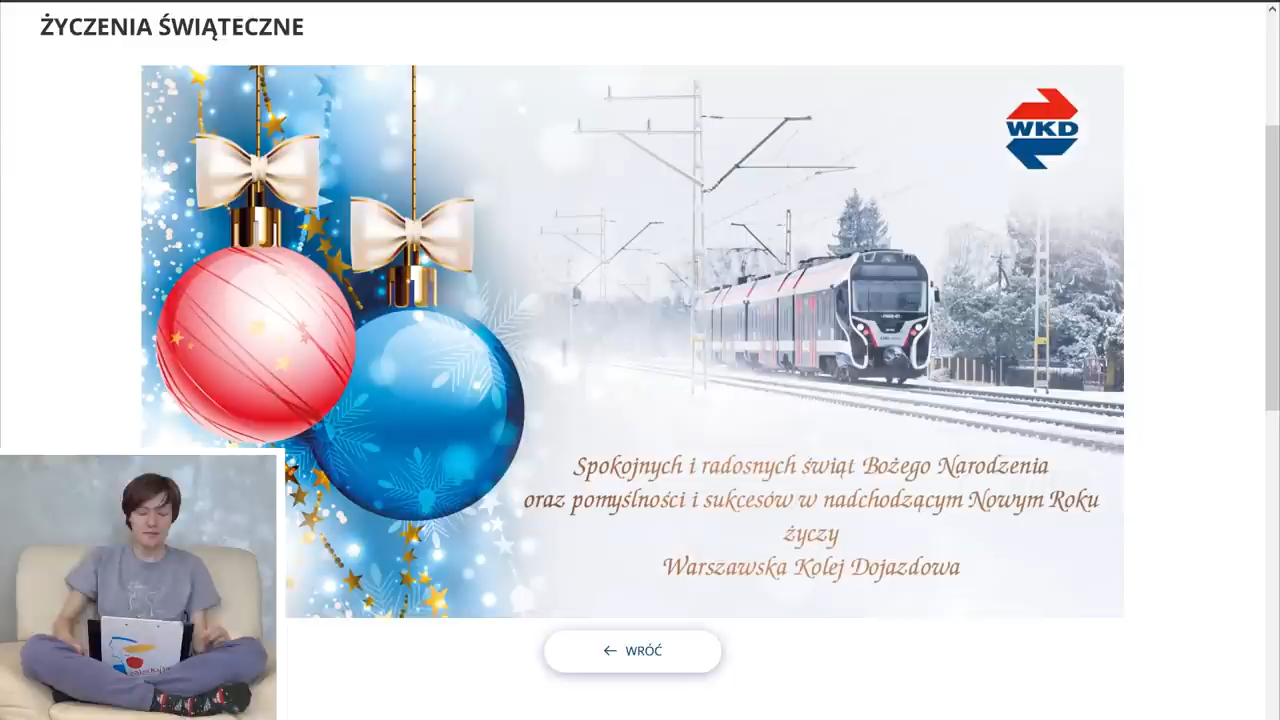 ŻYCZENIA ŚWIĄTECZNE
WKD
Spokojnych i radosnych świąt Bożego Narodzenia
oraz pomyślności i sukcesów w nadchodzącym Nowym Roku
życzy
Warszawska Kolej Dojazdowa
← WRÓĆ